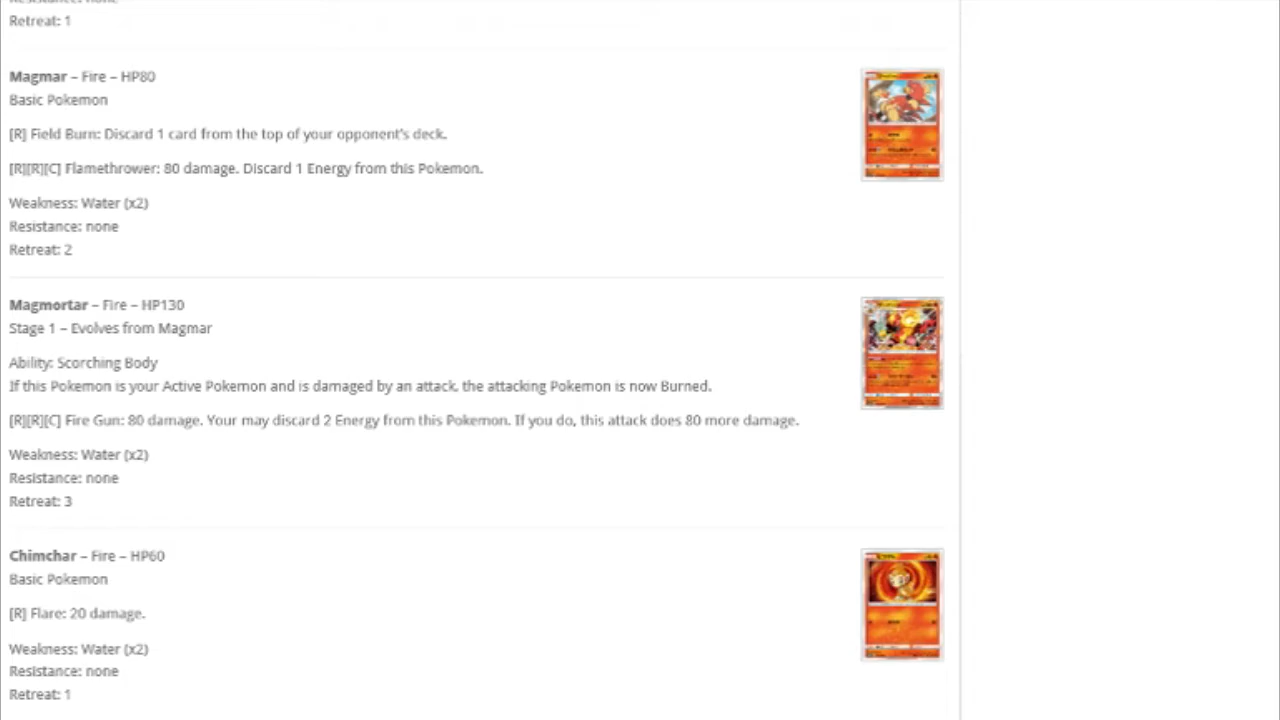 Retreat: 1
Magmar – Fire – HP80
Basic Pokemon
[R] Field Burn: Discard 1 card from the top of your opponent's deck.
[R][R][C] Flamethrower: 80 damage. Discard 1 Energy from this Pokemon.
Weakness: Water (x2)
Resistance: none
Retreat: 2
Magmortar – Fire – HP130
Stage 1 – Evolves from Magmar
Ability: Scorching Body
If this Pokemon is your Active Pokemon and is damaged by an attack, the attacking Pokemon is now Burned.
[R][R][C] Fire Gun: 80 damage. Your may discard 2 Energy from this Pokemon. If you do, this attack does 80 more damage.
Weakness: Water (x2)
Resistance: none
Retreat: 3
Chimchar – Fire – HP60
Basic Pokemon
[R] Flare: 20 damage.
Weakness: Water (x2)
Resistance: none
Retreat: 1